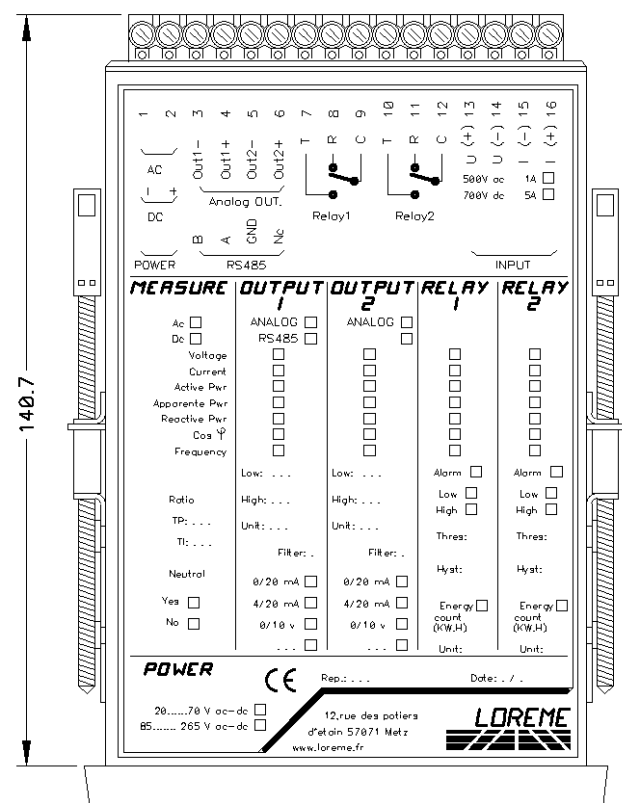 140.7
1 2 3 4 5 6 7 8 9 10 11 12 13 14 15 16
Out1- Out1+ Out2- Out2+ T R C T R C U (+) U (-) I (-) I (+)
AC
- +
DC
POWER
Analog OUT.
B A GND Nc
RS485
Relay1
Relay2
500V ac 1A
700V dc 5A
INPUT
MEASURE OUTPUT 1 OUTPUT 2 RELAY 1 RELAY 2
Ac ANALOG ANALOG
Dc RS485
Voltage
Current
Active Pwr
Apparente Pwr
Reactive Pwr
Cos φ
Frequency
Low: . . . Low: . . . Alarm Alarm
Low Low
Ratio High: . . . High: . . . High High
TP: . . . Unit: . . . Unit: . . .
Thres: Thres:
TI: . . . Filter: . Filter: .
Neutral Hyst: Hyst:
0/20 mA 0/20 mA
Yes 4/20 mA 4/20 mA Energy Energy
count count
No 0/10 v 0/10 v (KW,H) (KW,H)
. . . . . . Unit: Unit:
POWER CE Rep.: . . . Date: . / .
20......70 V ac-dc
85....... 265 V ac-dc
12,rue des potiers
d'etain 57071 Metz
www.loreme.fr
LOREME